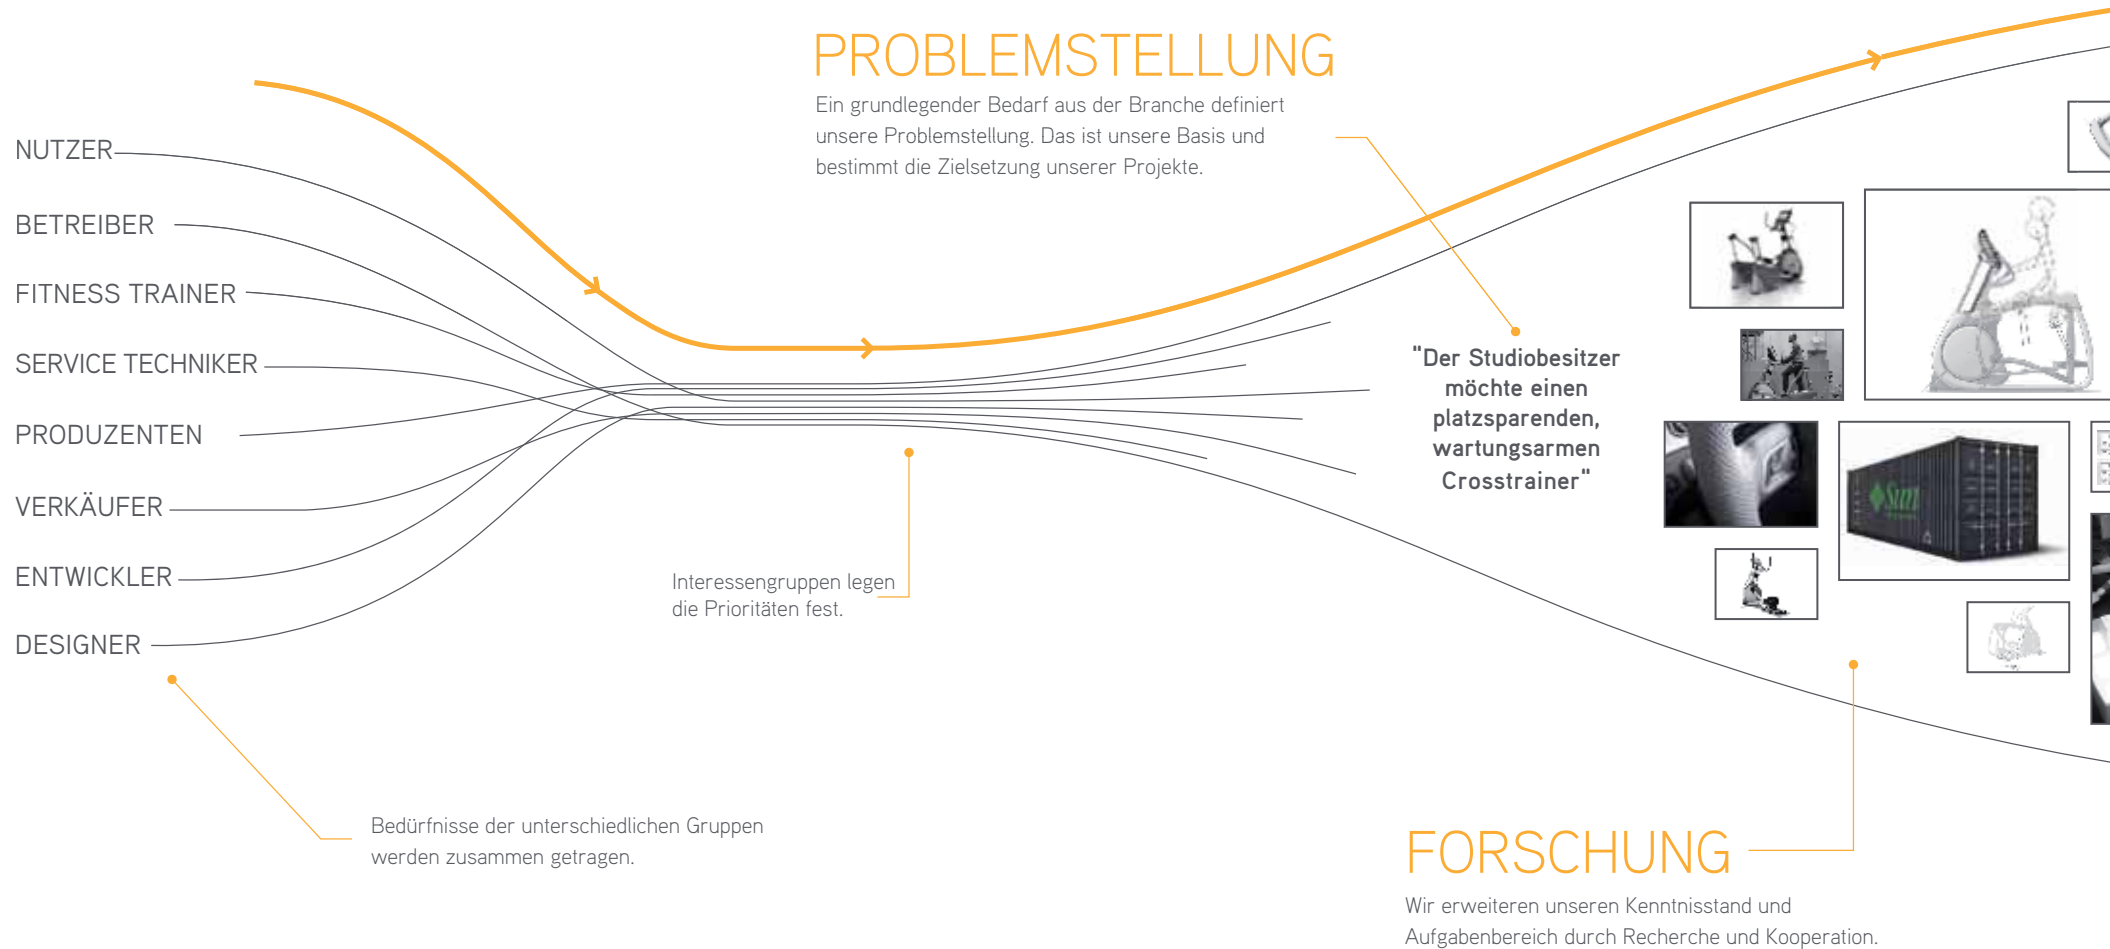 PROBLEMSTELLUNG
Ein grundlegender Bedarf aus der Branche definiert
unsere Problemstellung. Das ist unsere Basis und
bestimmt die Zielsetzung unserer Projekte.
NUTZER
BETREIBER
FITNESS TRAINER
SERVICE TECHNIKER
PRODUZENTEN
VERKÄUFER
ENTWICKLER
DESIGNER
"Der Studiobesitzer
möchte einen
platzsparenden,
wartungsarmen
Crosstrainer"
Sun
Interessengruppen legen
die Prioritäten fest.
Bedürfnisse der unterschiedlichen Gruppen
werden zusammen getragen.
FORSCHUNG
Wir erweiteren unseren Kenntnisstand und
Aufgabenbereich durch Recherche und Kooperation.